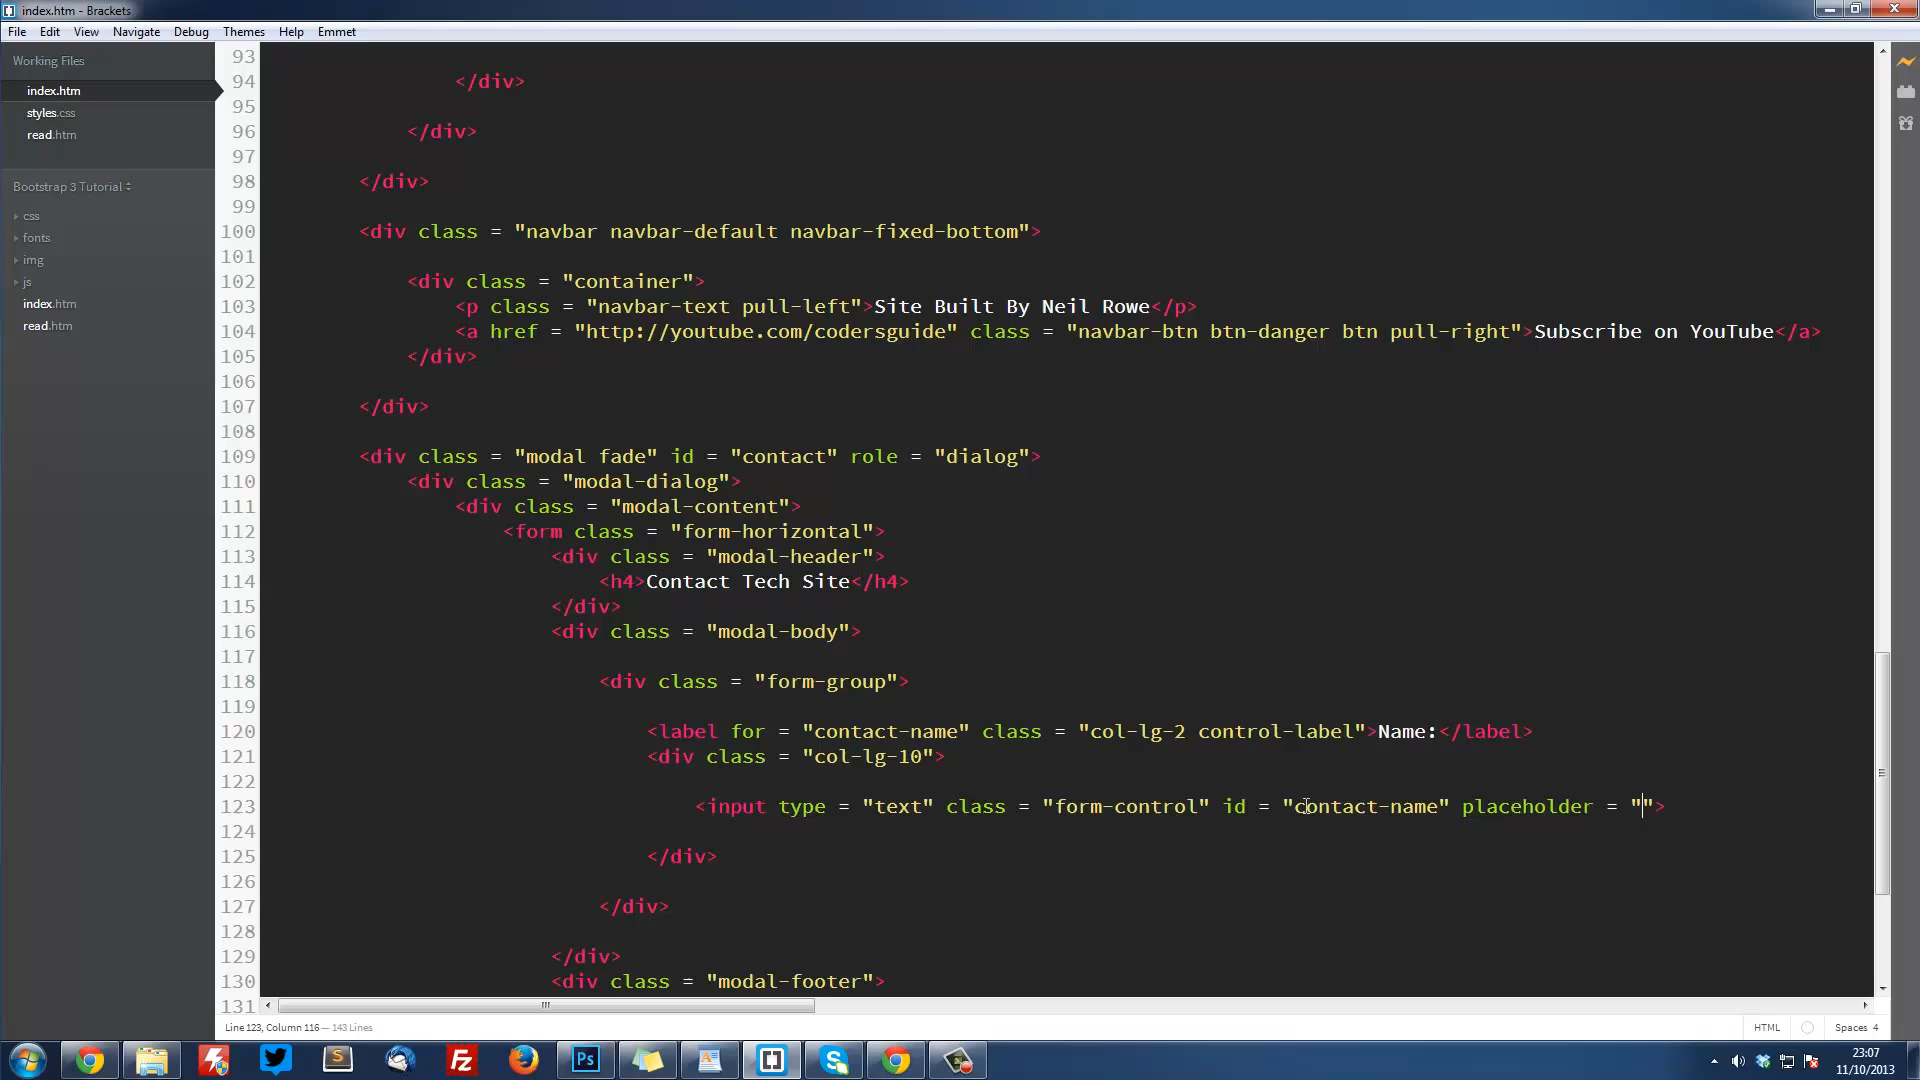 index.htm - Brackets
File Edit View Navigate Debug Themes Help Emmet
Working Files
index.htm
styles.css
read.htm
Bootstrap 3 Tutorial
css
fonts
img
js
index.htm
read.htm
93
94 </div>
95
96 </div>
97
98 </div>
99
100 <div class = "navbar navbar-default navbar-fixed-bottom">
101
102 <div class = "container">
103 <p class = "navbar-text pull-left">Site Built By Neil Rowe</p>
104 <a href = "http://youtube.com/codersguide" class = "navbar-btn btn-danger btn pull-right">Subscribe on YouTube</a>
105 </div>
106
107 </div>
108
109 <div class = "modal fade" id = "contact" role = "dialog">
110 <div class = "modal-dialog">
111 <div class = "modal-content">
112 <form class = "form-horizontal">
113 <div class = "modal-header">
114 <h4>Contact Tech Site</h4>
115 </div>
116 <div class = "modal-body">
117
118 <div class = "form-group">
119
120 <label for = "contact-name" class = "col-lg-2 control-label">Name:</label>
121 <div class = "col-lg-10">
122
123 <input type = "text" class = "form-control" id = "contact-name" placeholder = "">
124
125 </div>
126
127 </div>
128
129 </div>
130 <div class = "modal-footer">
131
Line 123, Column 116 — 143 Lines
HTML
Spaces 4
Ps
23:07
11/10/2013